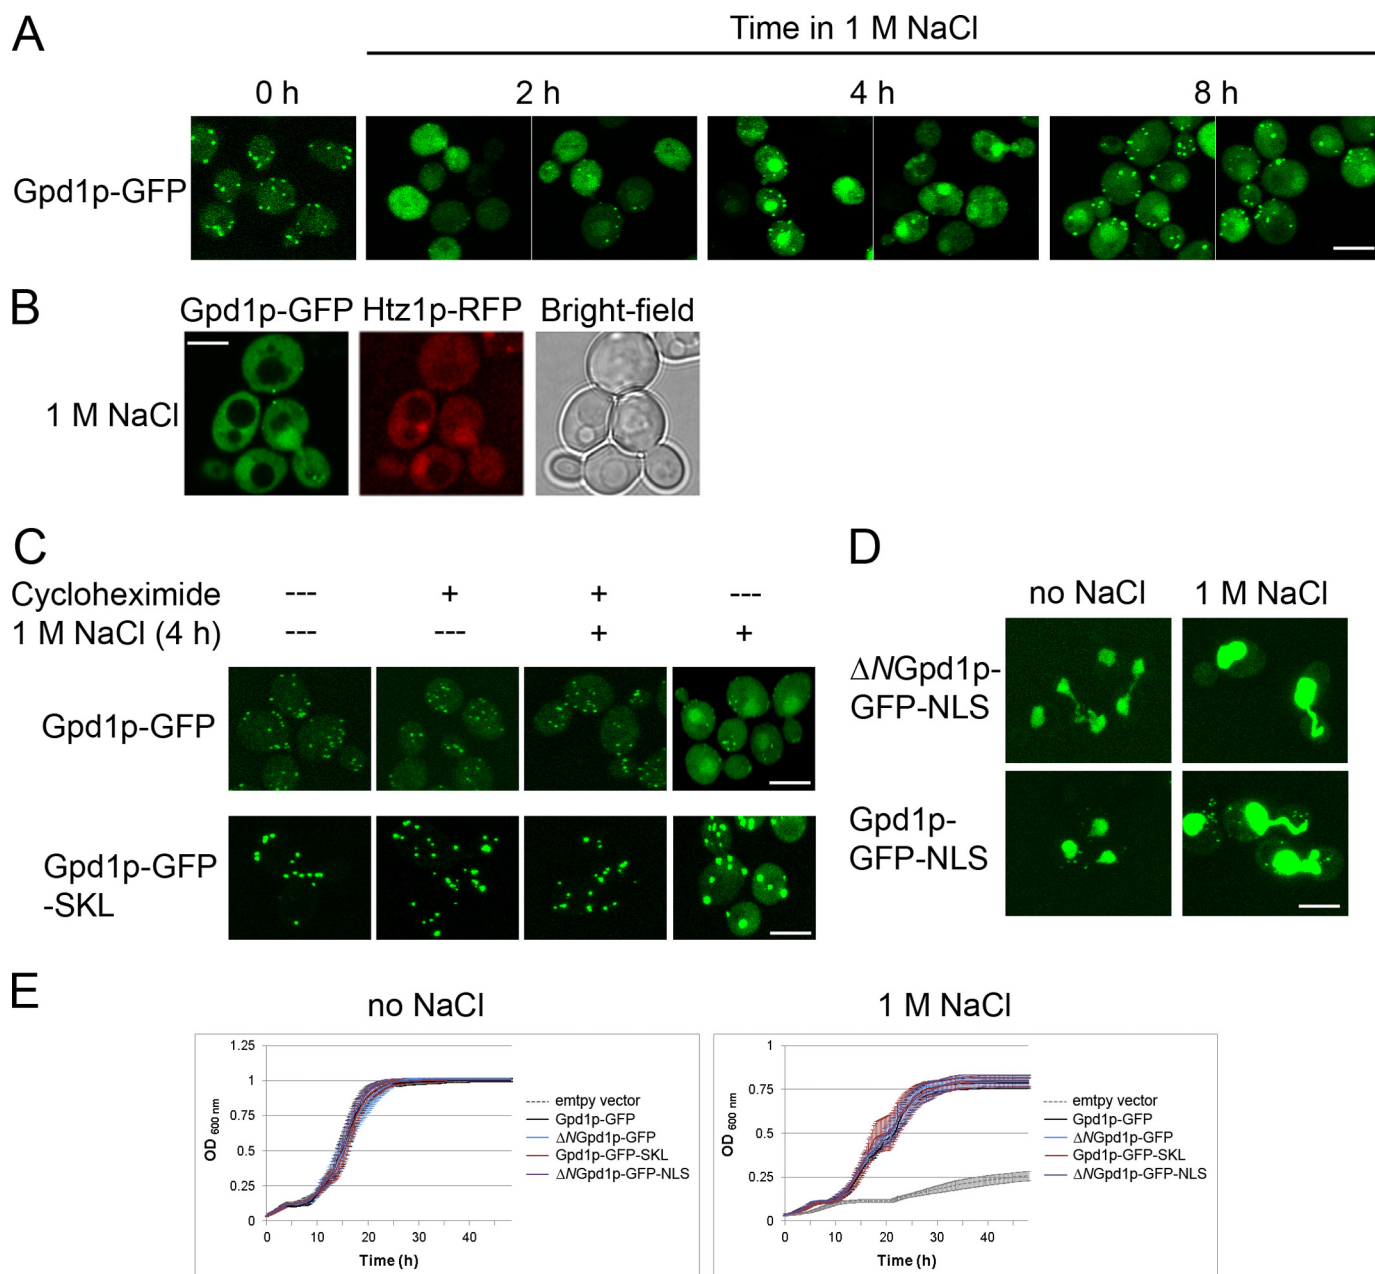 A
Time in 1 M NaCl
0 h 2 h 4 h 8 h
Gpd1p-GFP
B
Gpd1p-GFP Htz1p-RFP Bright-field
1 M NaCl
C
Cycloheximide --- + + ---
1 M NaCl (4 h) --- --- + +
Gpd1p-GFP
Gpd1p-GFP
-SKL
D
no NaCl 1 M NaCl
ΔNGpd1p-
GFP-NLS
Gpd1p-
GFP-NLS
E
no NaCl
1.25
1
0.75
0.5
0.25
0
OD 600 nm
0 10 20 30 40
Time (h)
emtpy vector
Gpd1p-GFP
ΔNGpd1p-GFP
Gpd1p-GFP-SKL
ΔNGpd1p-GFP-NLS
1 M NaCl
1
0.75
0.5
0.25
0
OD 600 nm
0 10 20 30 40
Time (h)
emtpy vector
Gpd1p-GFP
ΔNGpd1p-GFP
Gpd1p-GFP-SKL
ΔNGpd1p-GFP-NLS